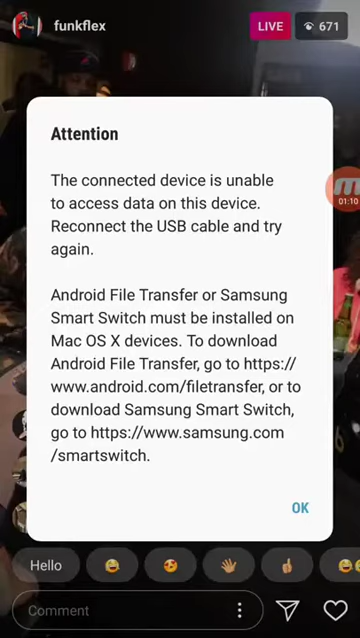 funkflex
LIVE
671
Attention
The connected device is unable
to access data on this device.
Reconnect the USB cable and try
again.
Android File Transfer or Samsung
Smart Switch must be installed on
Mac OS X devices. To download
Android File Transfer, go to https://
www.android.com/filetransfer, or to
download Samsung Smart Switch,
go to https://www.samsung.com
/smartswitch.
OK
01:10
Hello
Comment